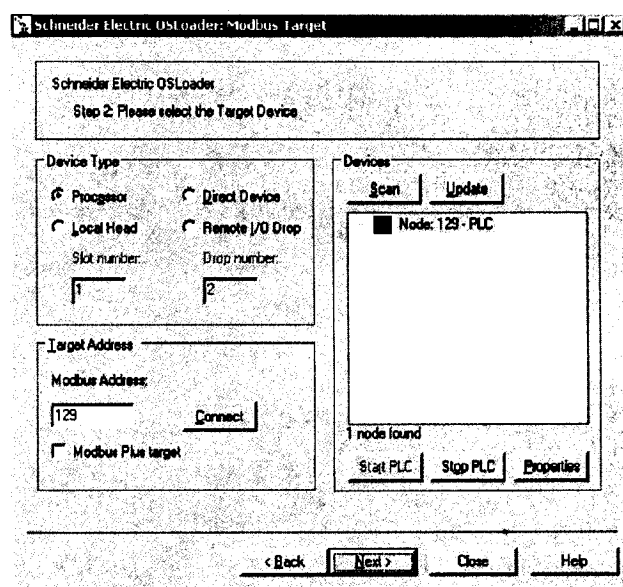 Schneider Electric OSLoader: Modbus Target
Schneider Electric OSLoader
Step 2: Please select the Target Device
Device Type
Processor
Direct Device
Local Head
Remote I/O Drop
Slot number:
Drop number:
1
2
Target Address
Modbus Address:
129
Connect
Modbus Plus target
Devices
Scan
Update
Node: 129 - PLC
1 node found
Start PLC
Stop PLC
Properties
< Back
Next >
Close
Help